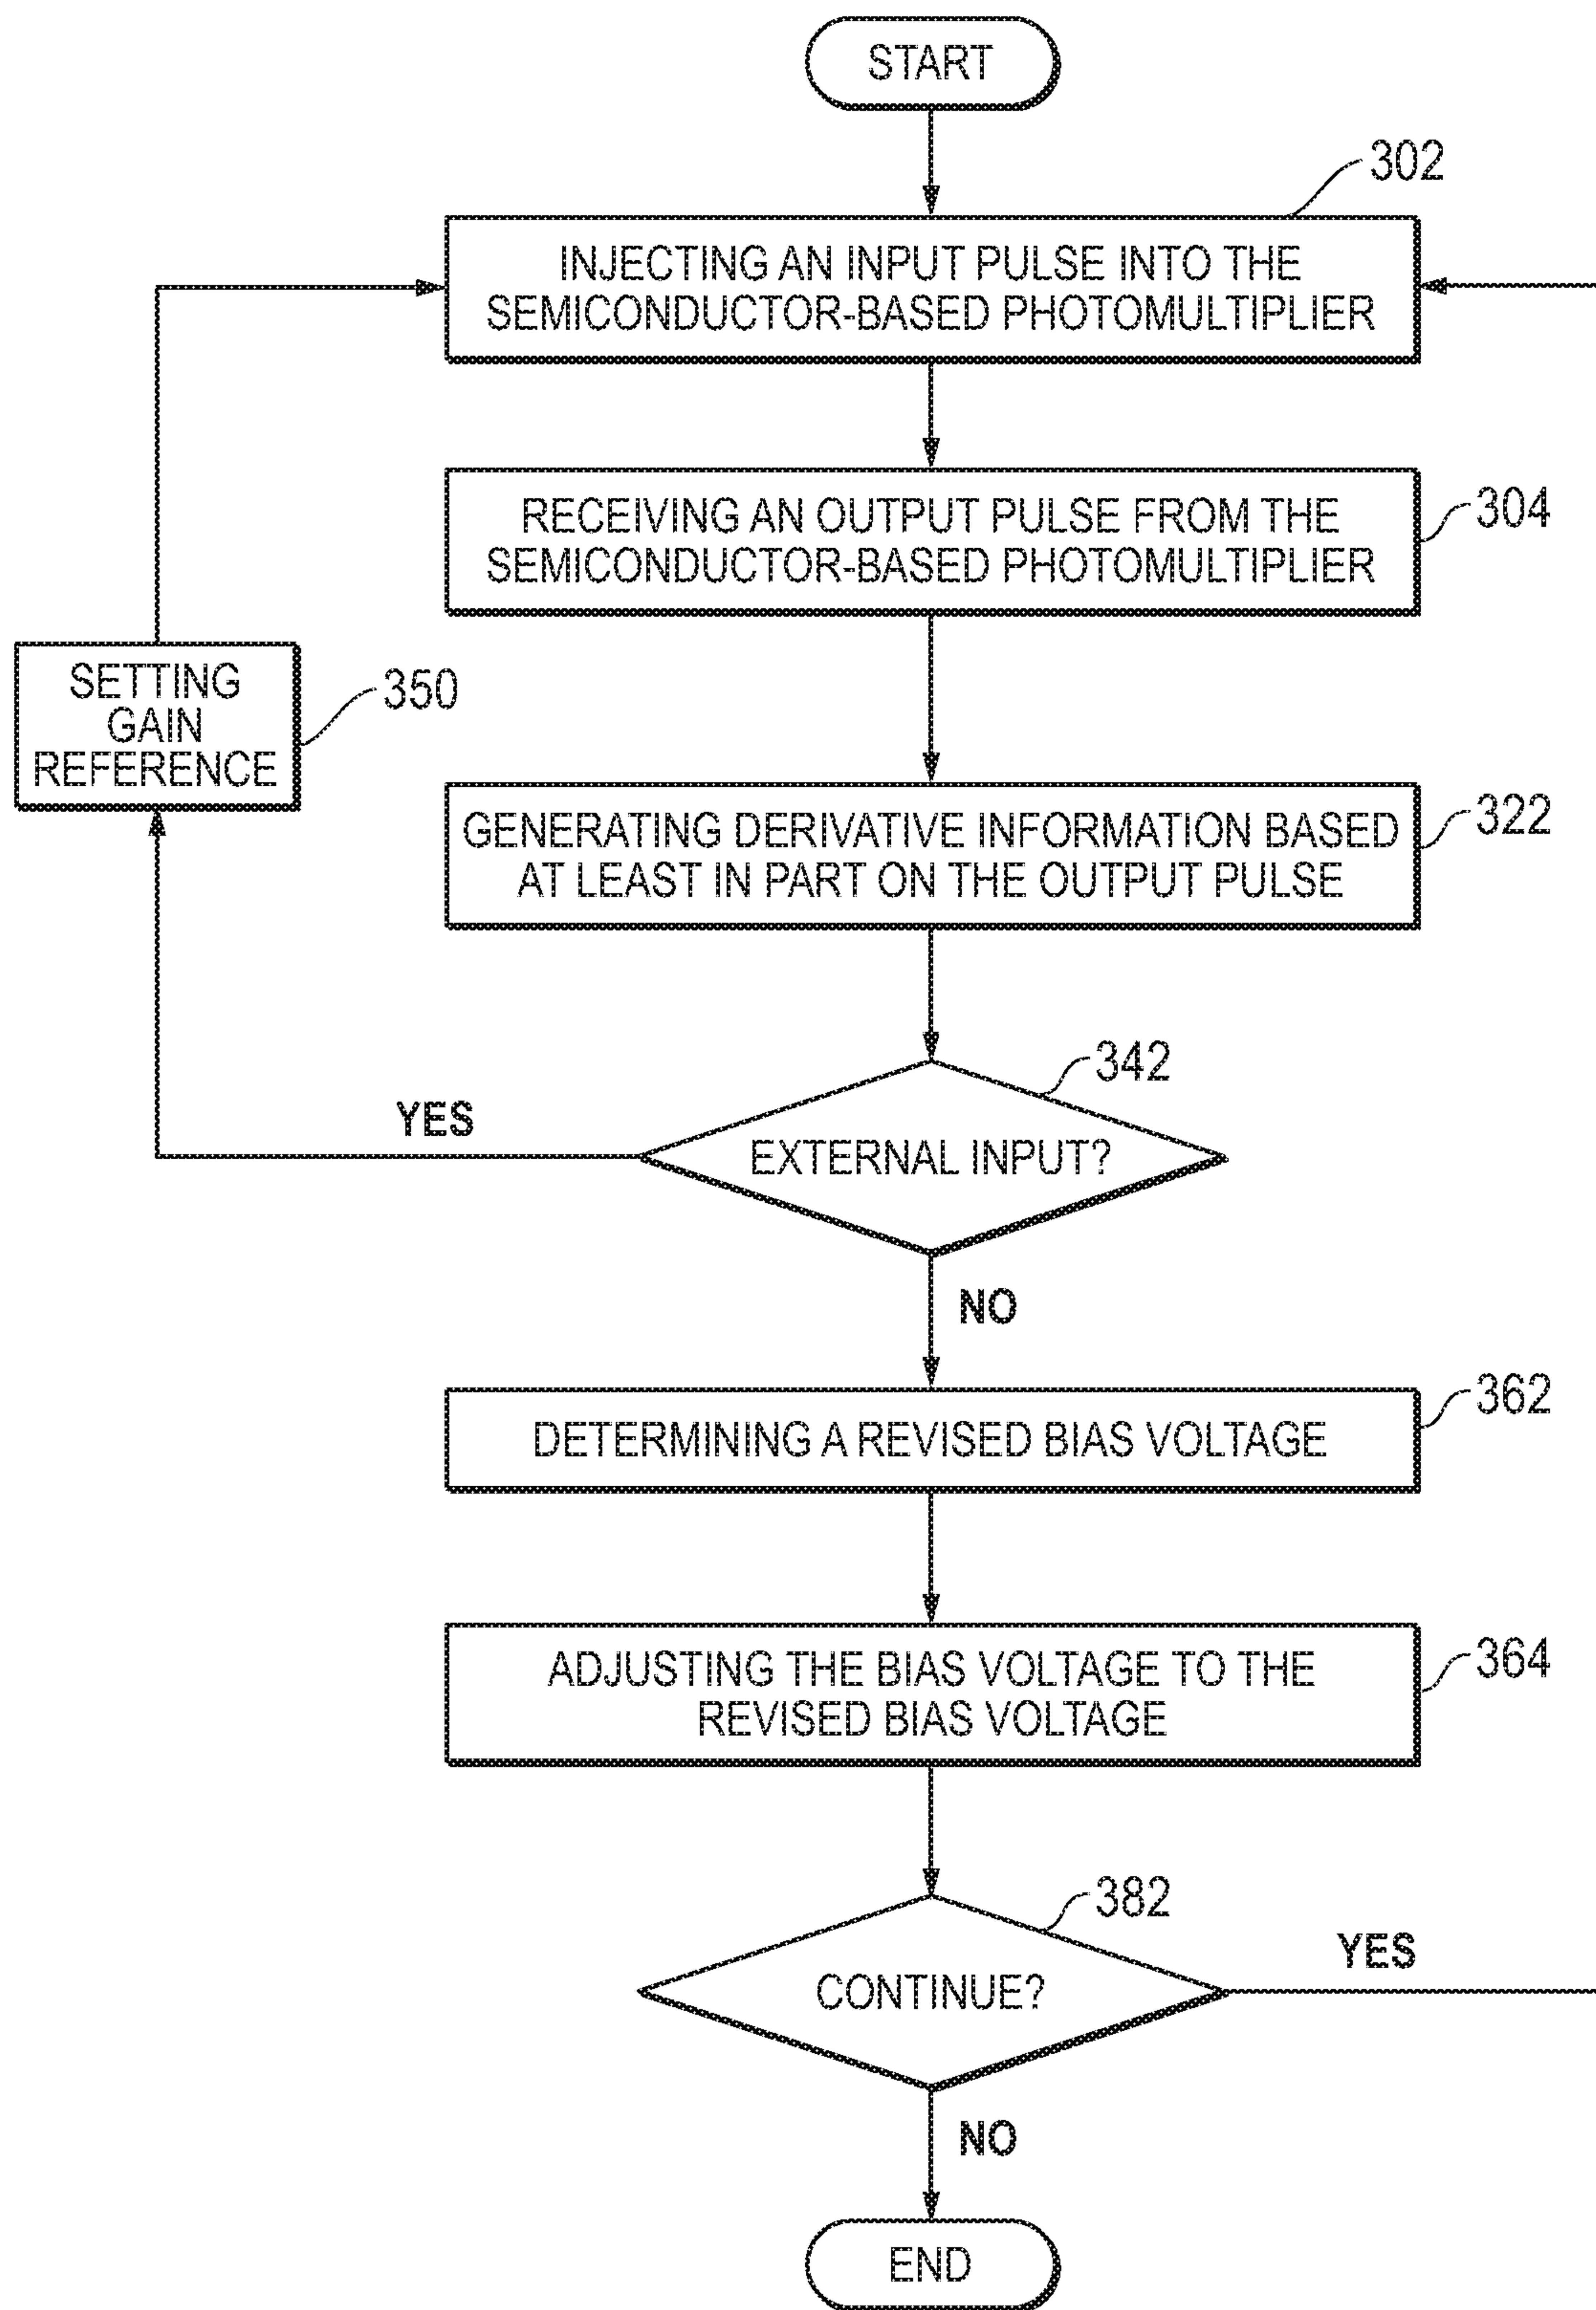 START
302
INJECTING AN INPUT PULSE INTO THE
SEMICONDUCTOR-BASED PHOTOMULTIPLIER
RECEIVING AN OUTPUT PULSE FROM THE
SEMICONDUCTOR-BASED PHOTOMULTIPLIER
304
SETTING
GAIN
REFERENCE
350
GENERATING DERIVATIVE INFORMATION BASED
AT LEAST IN PART ON THE OUTPUT PULSE
322
342
YES
EXTERNAL INPUT?
NO
DETERMINING A REVISED BIAS VOLTAGE
362
ADJUSTING THE BIAS VOLTAGE TO THE
REVISED BIAS VOLTAGE
364
382
CONTINUE?
YES
NO
END